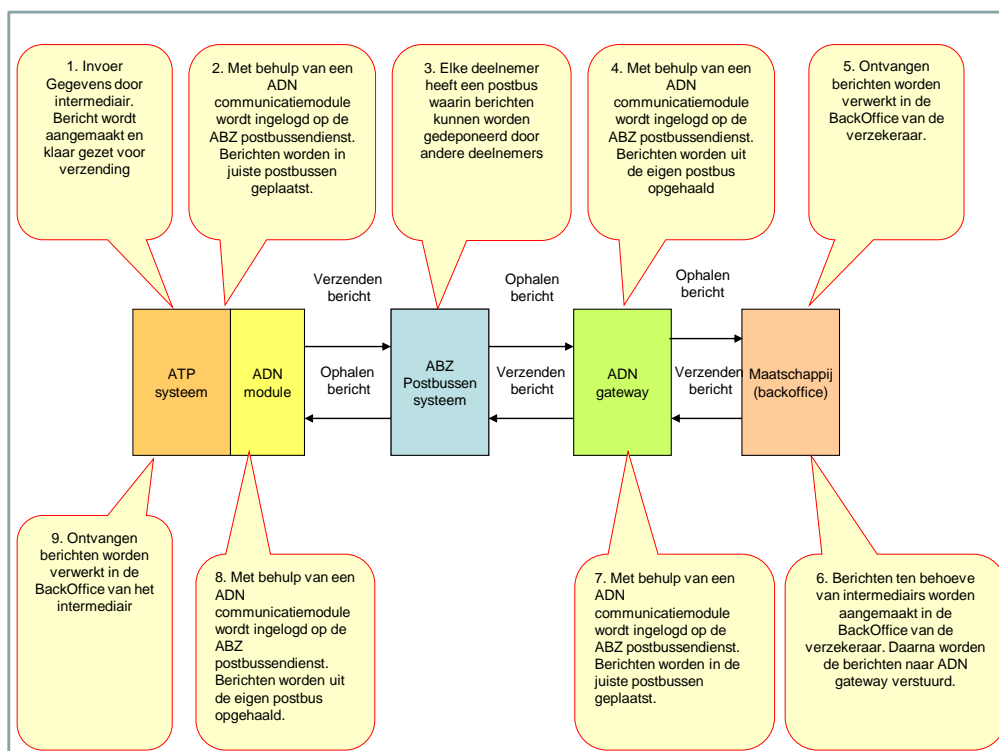 1. Invoer
Gegevens door
intermediair.
Bericht wordt
aangemaakt en
klaar gezet voor
verzending
2. Met behulp van een
ADN
communicatiemodule
wordt ingelogd op de
ABZ postbussendienst.
Berichten worden in
juiste postbussen
geplaatst.
3. Elke deelnemer
heeft een postbus
waarin berichten
kunnen worden
gedeponeerd door
andere deelnemers
4. Met behulp van een
ADN
communicatiemodule
wordt ingelogd op de
ABZ postbussendienst.
Berichten worden uit
de eigen postbus
opgehaald
5. Ontvangen
berichten worden
verwerkt in de
BackOffice van de
verzekeraar.
Verzenden
bericht
Ophalen
bericht
Ophalen
bericht
ATP
systeem
ADN
module
Ophalen
bericht
ABZ
Postbussen
systeem
Verzenden
bericht
ADN
gateway
Verzenden
bericht
Maatschappij
(backoffice)
9. Ontvangen
berichten worden
verwerkt in de
BackOffice van het
intermediair
8. Met behulp van een
ADN
communicatiemodule
wordt ingelogd op de
ABZ
postbussendienst.
Berichten worden uit
de eigen postbus
opgehaald.
7. Met behulp van een
ADN
communicatiemodule
wordt ingelogd op de
ABZ postbussendienst.
Berichten worden in de
juiste postbussen
geplaatst.
6. Berichten ten behoeve
van intermediairs worden
aangemaakt in de
BackOffice van de
verzekeraar. Daarna worden
de berichten naar ADN
gateway verstuurd.